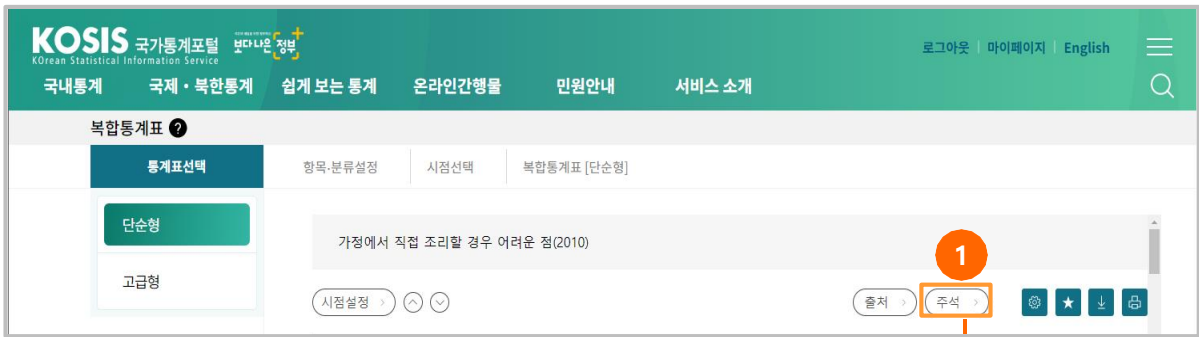 KOSIS 국가통계포털 보다나은 정부
KOrean Statistical Information Service
로그아웃 마이페이지 English
국내통계 국제・북한통계 쉽게 보는 통계 온라인간행물 민원안내 서비스 소개
복합통계표 ?
통계표선택 항목·분류설정 시점선택 복합통계표 [단순형]
단순형
가정에서 직접 조리할 경우 어려운 점(2010)
1
고급형
시점설정 출처 주석